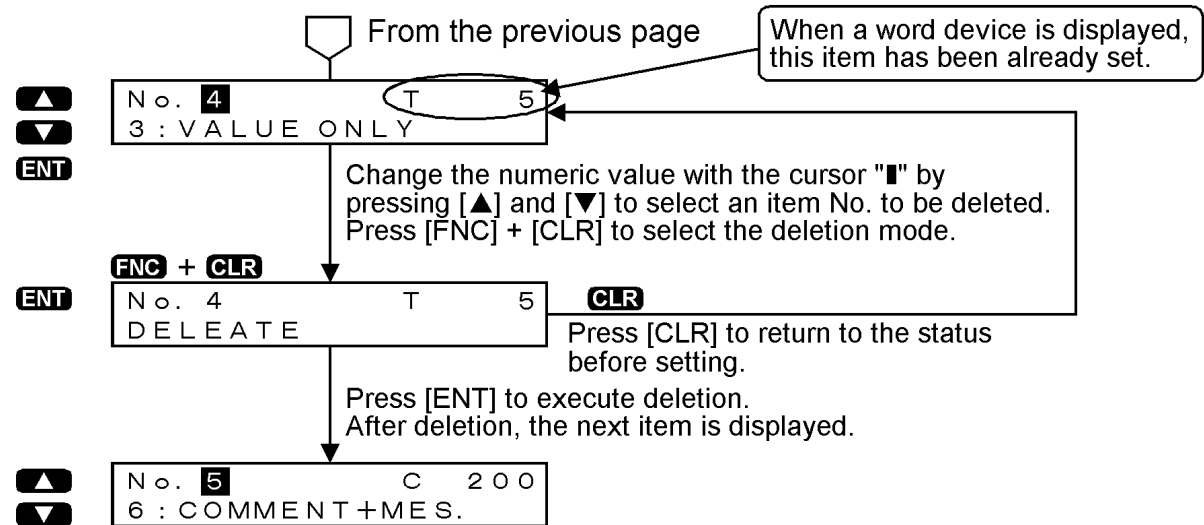 From the previous page
When a word device is displayed,
this item has been already set.
▲
▼
ENT
No. 4 T 5
3:VALUE ONLY
Change the numeric value with the cursor "▮" by
pressing [▲] and [▼] to select an item No. to be deleted.
Press [FNC] + [CLR] to select the deletion mode.
FNC + CLR
ENT
No. 4 T 5
DELEATE
CLR
Press [CLR] to return to the status
before setting.
Press [ENT] to execute deletion.
After deletion, the next item is displayed.
▲
▼
No. 5 C 200
6:COMMENT+MES.